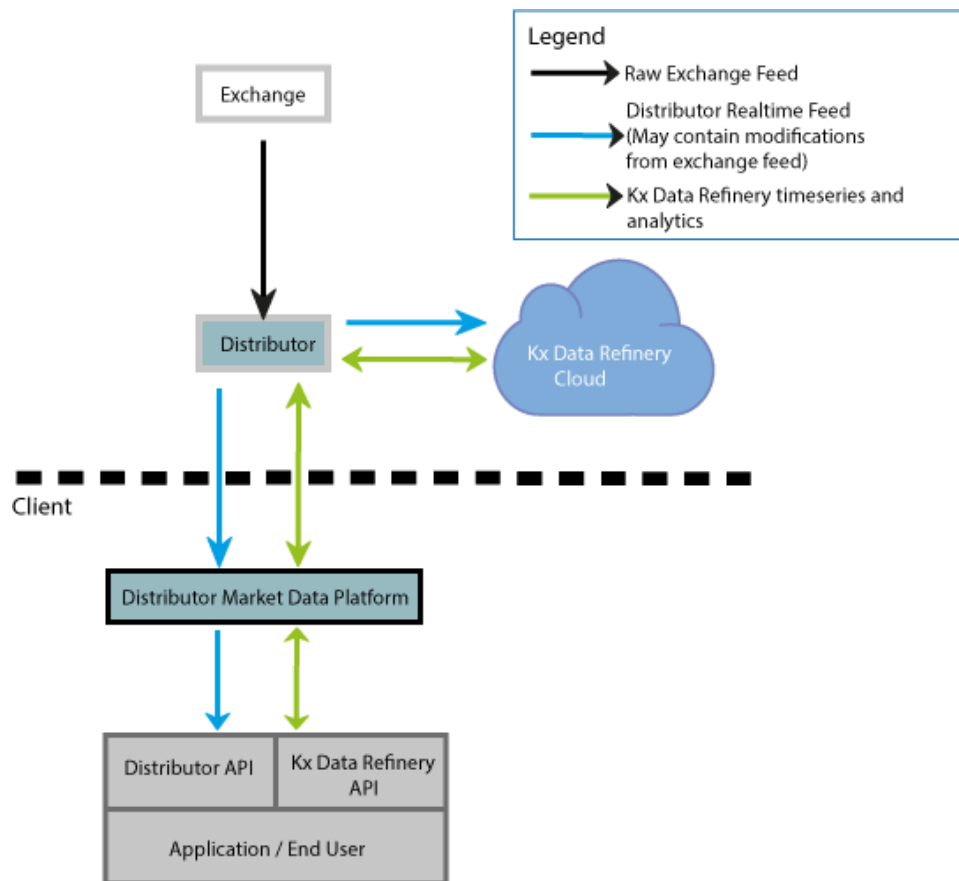 Legend
Raw Exchange Feed
Distributor Realtime Feed
(May contain modifications
from exchange feed)
Kx Data Refinery timeseries and
analytics
Exchange
Distributor
Kx Data Refinery
Cloud
Client
Distributor Market Data Platform
Distributor API
Kx Data Refinery
API
Application / End User